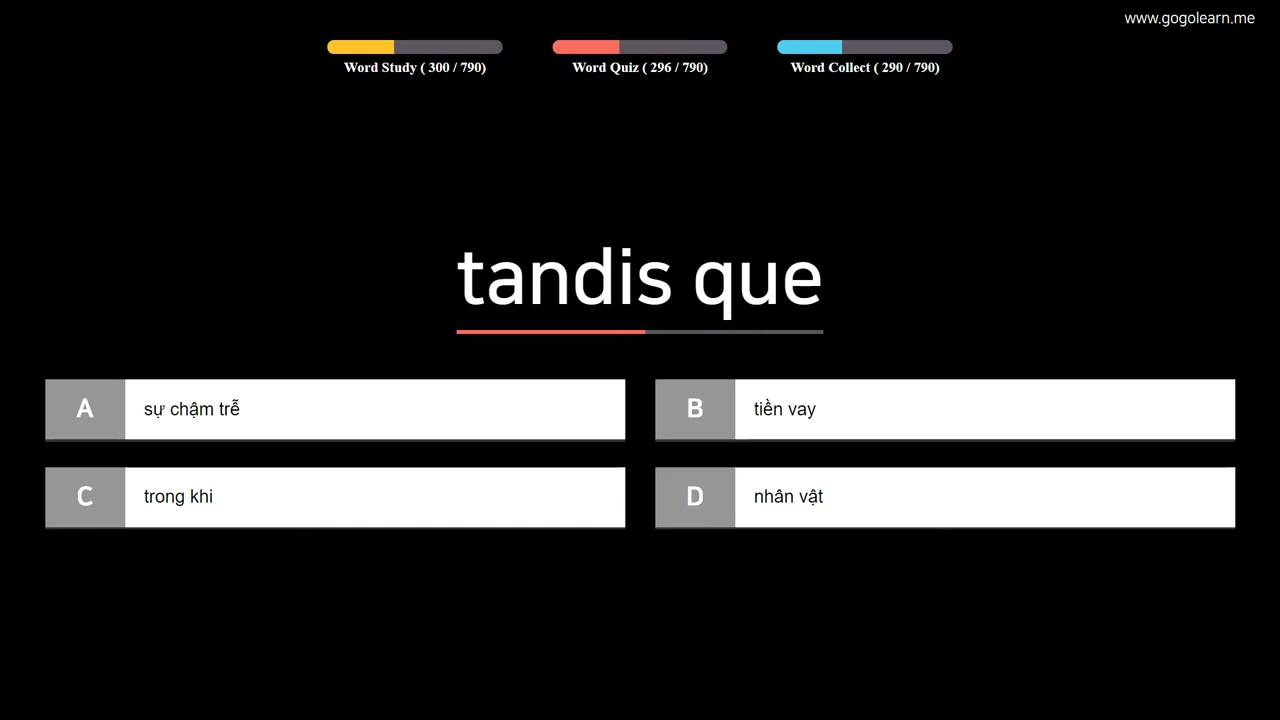 www.gogolearn.me
Word Study ( 300 / 790)
Word Quiz ( 296 / 790)
Word Collect ( 290 / 790)
tandis que
A sự chậm trễ
B tiền vay
C trong khi
D nhân vật